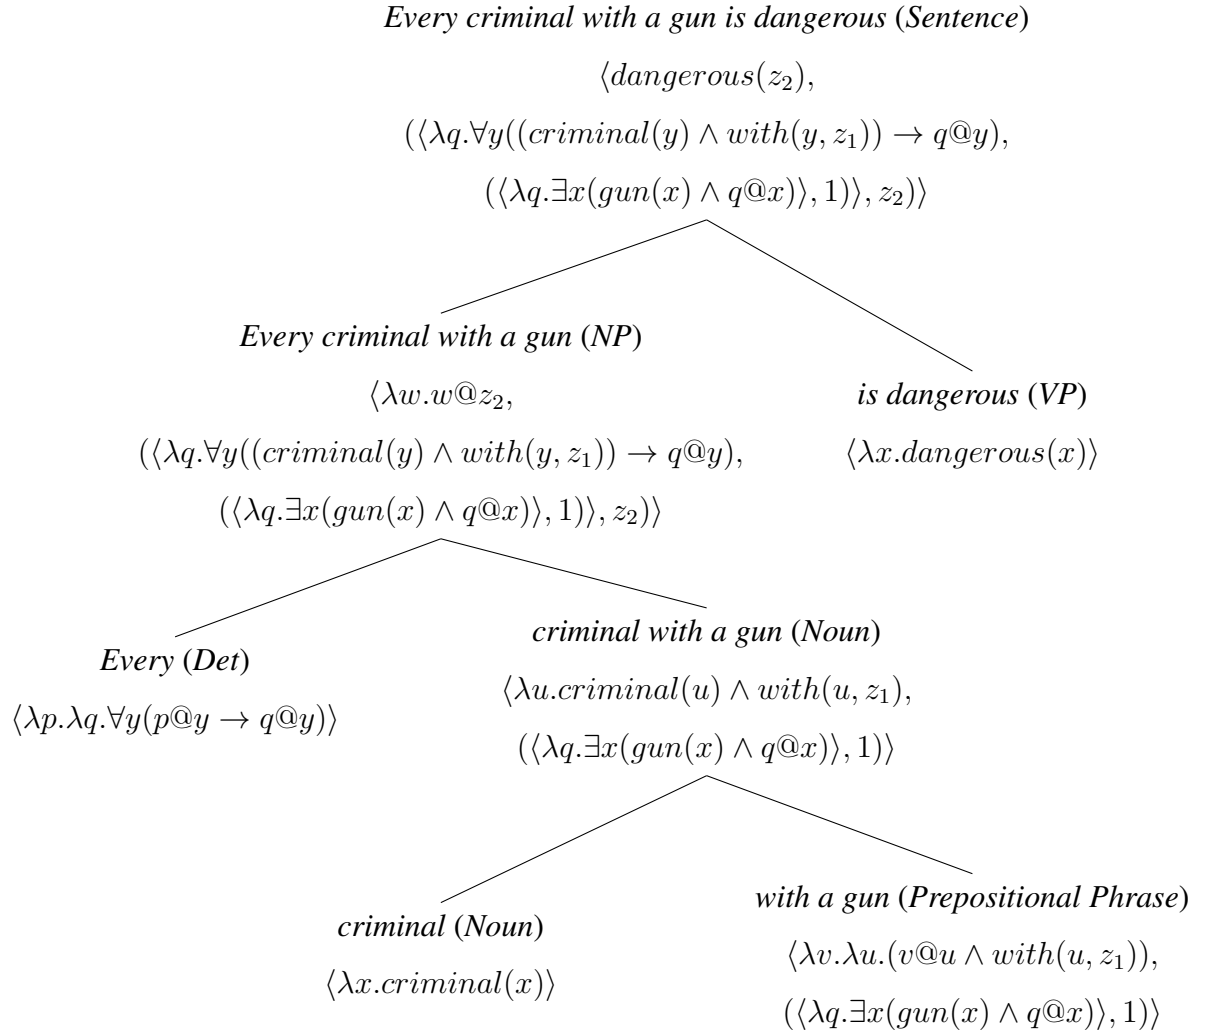 Every criminal with a gun is dangerous (Sentence)
⟨dangerous(z₂),
(⟨λq.∀y((criminal(y) ∧ with(y, z₁)) → q@y),
(⟨λq.∃x(gun(x) ∧ q@x)⟩, 1)⟩, z₂)⟩
Every criminal with a gun (NP)
⟨λw.w@z₂,
(⟨λq.∀y((criminal(y) ∧ with(y, z₁)) → q@y),
(⟨λq.∃x(gun(x) ∧ q@x)⟩, 1)⟩, z₂)⟩
is dangerous (VP)
⟨λx.dangerous(x)⟩
Every (Det)
⟨λp.λq.∀y(p@y → q@y)⟩
criminal with a gun (Noun)
⟨λu.criminal(u) ∧ with(u, z₁),
(⟨λq.∃x(gun(x) ∧ q@x)⟩, 1)⟩
criminal (Noun)
⟨λx.criminal(x)⟩
with a gun (Prepositional Phrase)
⟨λv.λu.(v@u ∧ with(u, z₁)),
(⟨λq.∃x(gun(x) ∧ q@x)⟩, 1)⟩